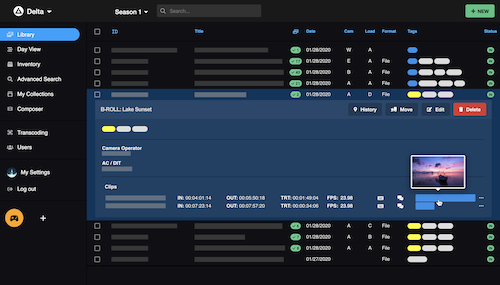 Delta
Season 1
Search...
+ NEW
Library
Day View
Inventory
Advanced Search
My Collections
Composer
Transcoding
Users
My Settings
Log out
ID Title Date Cam Load Format Tags Status
01/28/2020 W A
01/28/2020 E A File
01/28/2020 B A File
01/28/2020 A A File
01/28/2020 A D File
B-ROLL: Lake Sunset
History Move Edit Delete
Camera Operator
AC / DIT
Clips
IN: 00:04:01:14 OUT: 00:05:50:18 TRT: 00:01:49:04 FPS: 23.98
IN: 00:07:23:14 OUT: 00:07:57:20 TRT: 00:00:34:06 FPS: 23.98
01/28/2020 A C File
01/28/2020 A B File
01/28/2020 A A File
01/27/2020 File